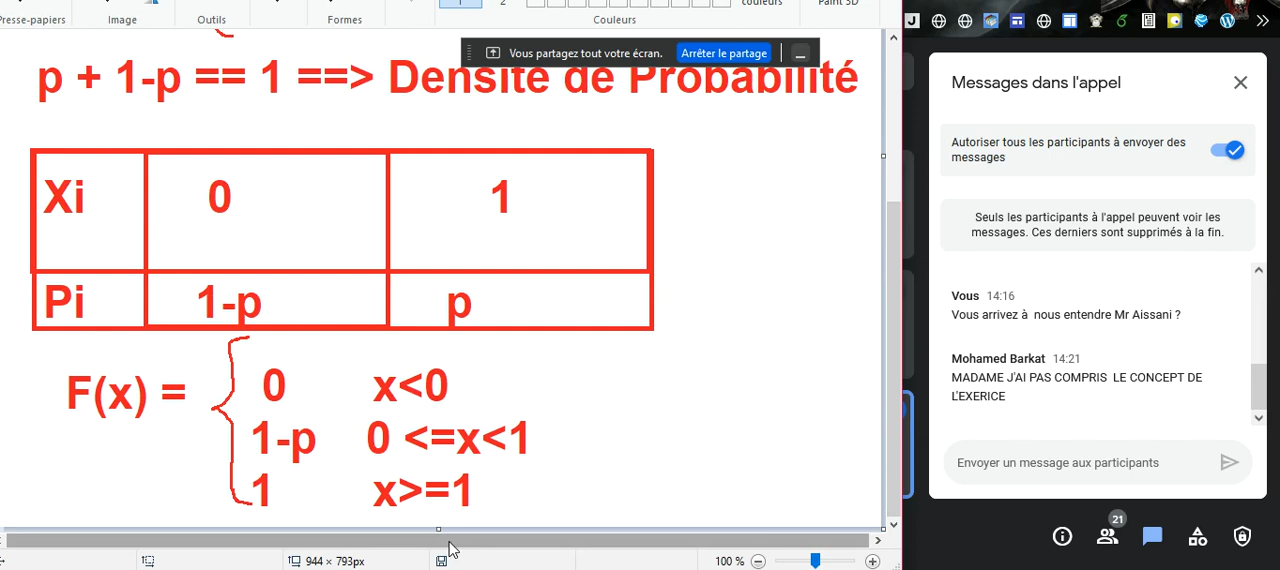 Presse-papiers Image Outils Formes Couleurs
1 2 couleurs Paint 3D
Vous partagez tout votre écran. Arrêter le partage
p + 1-p == 1 ==> Densite de Probabilité
Xi 0 1
Pi 1-p p
F(x) =
0 x<0
1-p 0 <=x<1
1 x>=1
944 × 793px 100 %
Messages dans l'appel
Autoriser tous les participants à envoyer des
messages
Seuls les participants à l'appel peuvent voir les
messages. Ces derniers sont supprimés à la fin.
Vous 14:16
Vous arrivez à nous entendre Mr Aissani ?
Mohamed Barkat 14:21
MADAME J'AI PAS COMPRIS LE CONCEPT DE
L'EXERICE
Envoyer un message aux participants
21